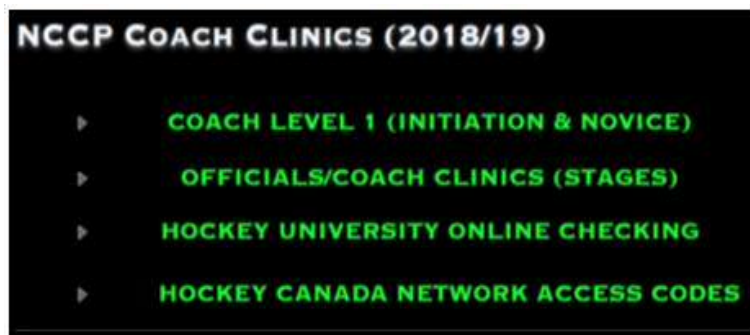 NCCP COACH CLINICS (2018/19)
COACH LEVEL 1 (INITIATION & NOVICE)
OFFICIALS/COACH CLINICS (STAGES)
HOCKEY UNIVERSITY ONLINE CHECKING
HOCKEY CANADA NETWORK ACCESS CODES